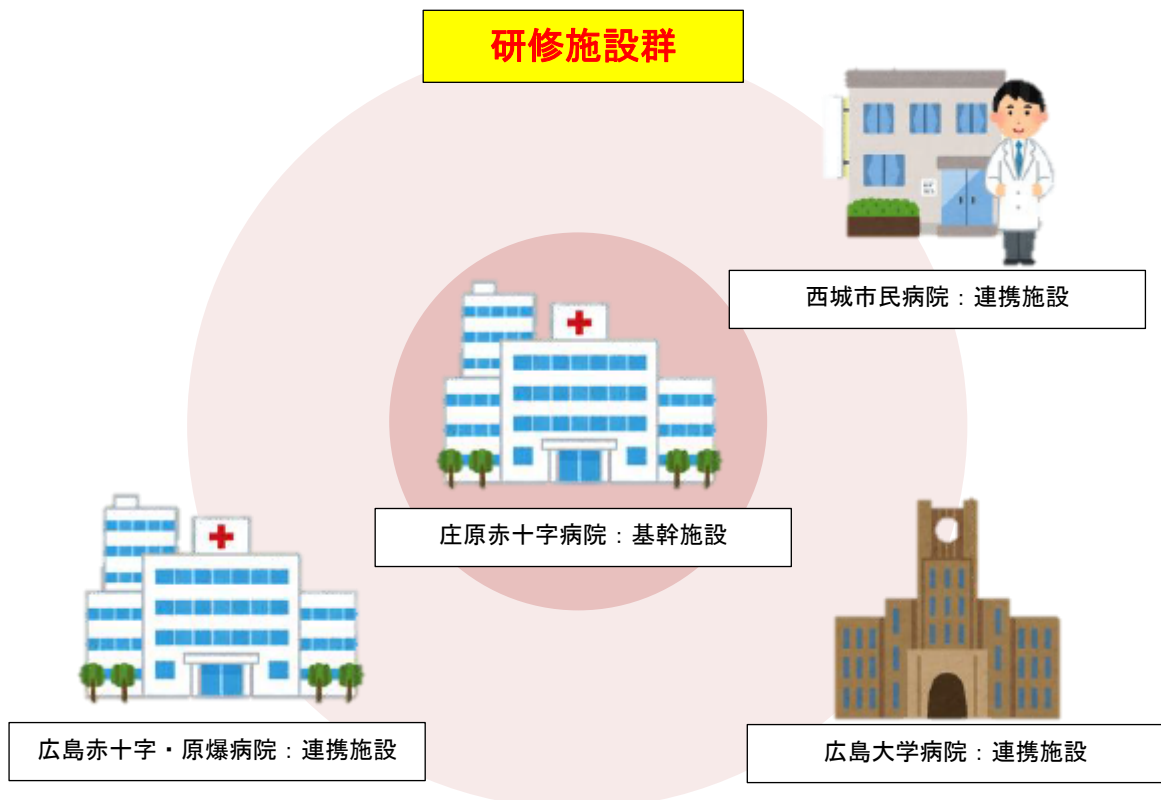 研修施設群
西城市民病院：連携施設
庄原赤十字病院：基幹施設
広島赤十字・原爆病院：連携施設
広島大学病院：連携施設